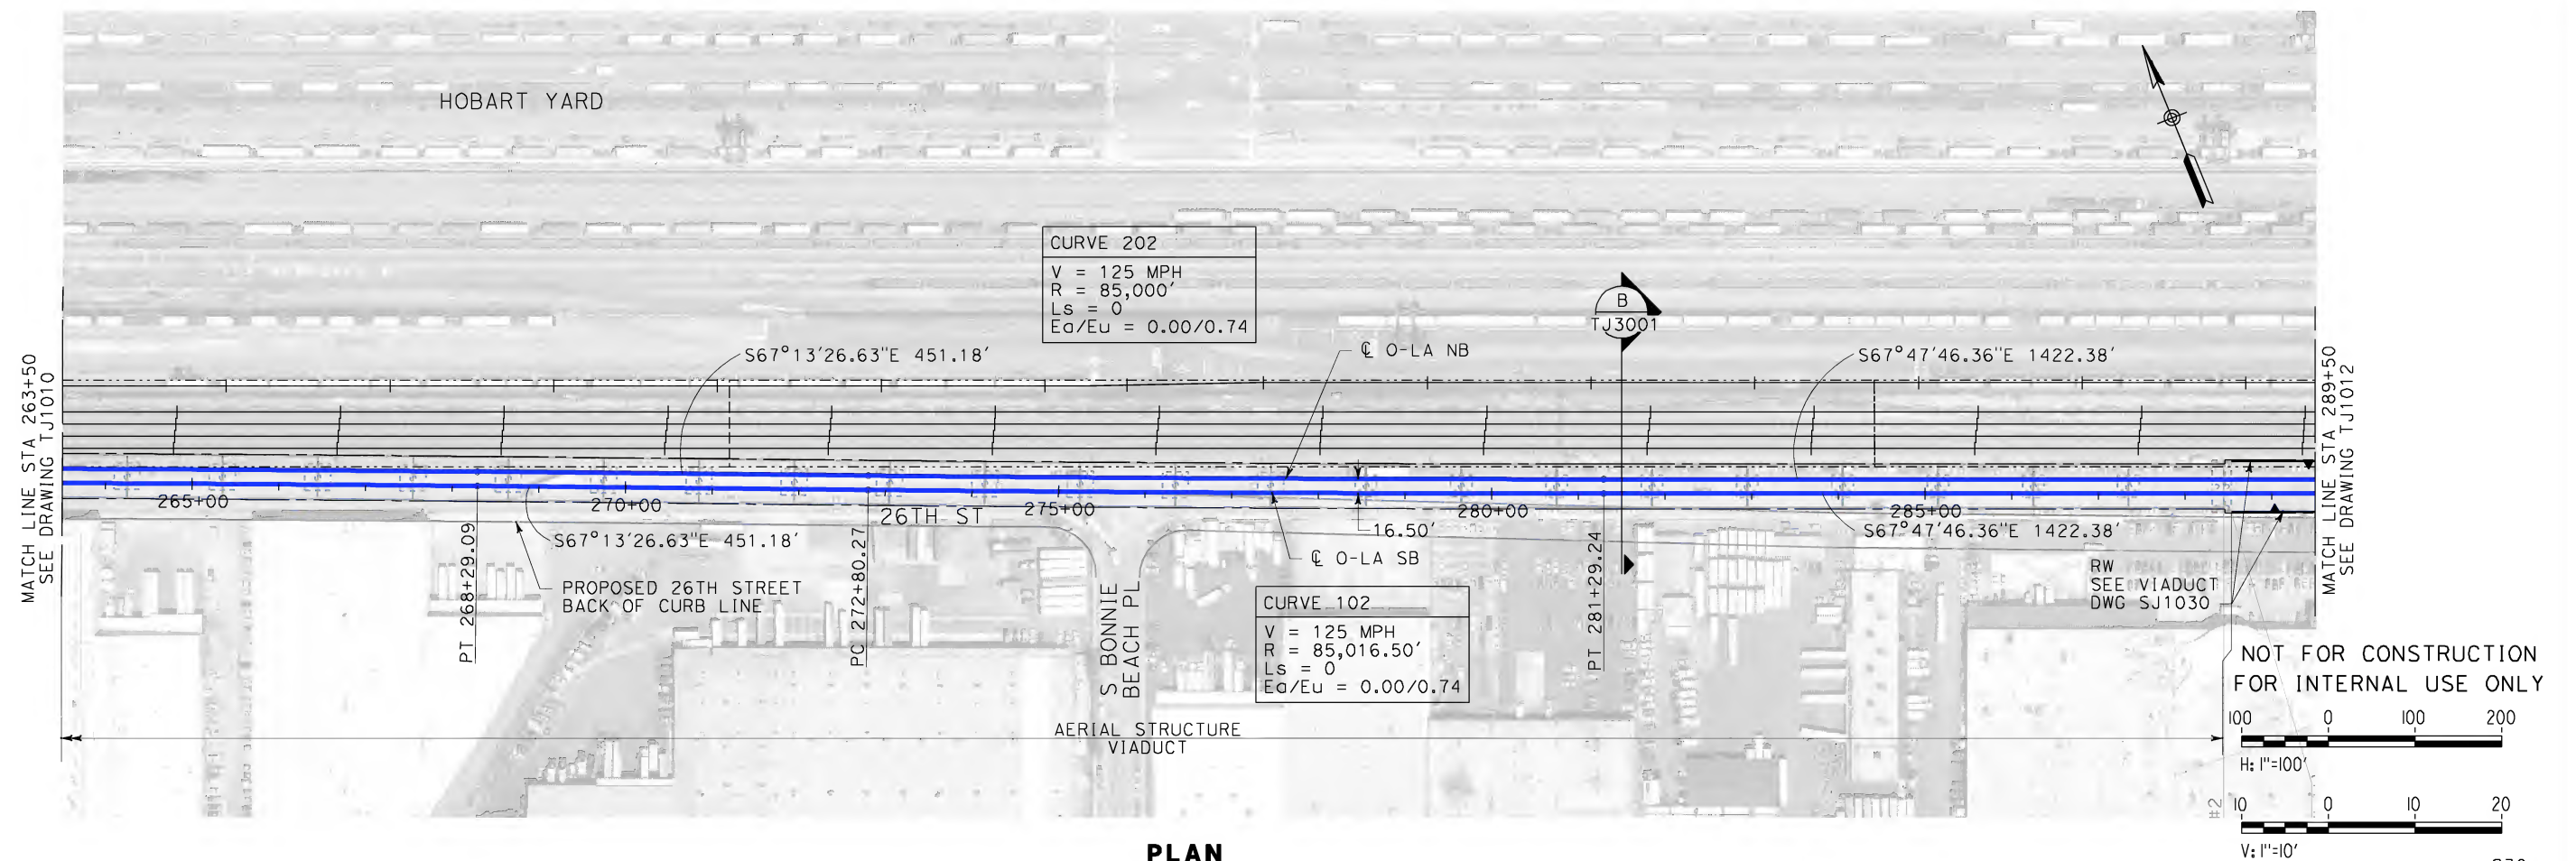 HOBART YARD
CURVE 202
V = 125 MPH
R = 85,000'
Ls = 0
Ea/Eu = 0.00/0.74
B
TJ3001
S67°13'26.63"E 451.18'
℄ O-LA NB
S67°47'46.36"E 1422.38'
MATCH LINE STA 263+50
SEE DRAWING TJ1010
MATCH LINE STA 289+50
SEE DRAWING TJ1012
265+00
270+00
26TH ST
275+00
280+00
285+00
16.50'
S67°13'26.63"E 451.18'
S67°47'46.36"E 1422.38'
℄ O-LA SB
PT 268+29.09
PC 272+80.27
PT 281+29.24
PROPOSED 26TH STREET
BACK OF CURB LINE
S BONNIE
BEACH PL
CURVE 102
V = 125 MPH
R = 85,016.50'
Ls = 0
Ea/Eu = 0.00/0.74
RW
SEE VIADUCT
DWG SJ1030
NOT FOR CONSTRUCTION
FOR INTERNAL USE ONLY
AERIAL STRUCTURE
VIADUCT
100 0 100 200
H: 1"=100'
#2
10 0 10 20
V: 1"=10'
PLAN